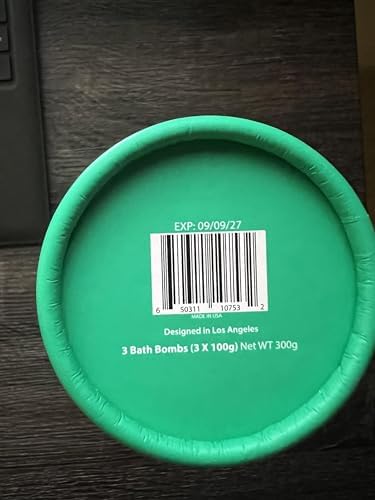 EXP: 09/09/27
6 50311 10753 2
MADE IN USA
Designed in Los Angeles
3 Bath Bombs (3 X 100g) Net WT 300g